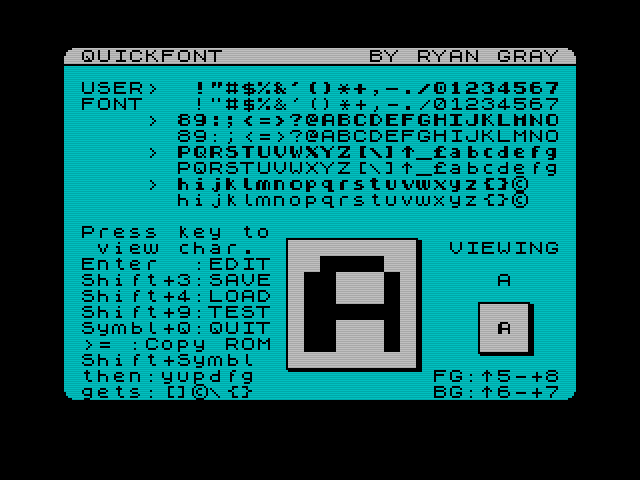 QUICKFONT BY RYAN GRAY
USER> !"#$%&'()*+,-./01234567
FONT !"#$%&'()*+,-./01234567
> 89:;<=>?@ABCDEFGHIJKLMNO
89:;<=>?@ABCDEFGHIJKLMNO
> PQRSTUVWXYZ[\]↑_£abcdefg
PQRSTUVWXYZ[\]↑_£abcdefg
> hijklmnopqrstuvwxyz{}©
hijklmnopqrstuvwxyz{}©
Press key to
view char.
Enter :EDIT
Shift+3:SAVE
Shift+4:LOAD
Shift+9:TEST
Symbl+Q:QUIT
>= :Copy ROM
Shift+Symbl
then:yupdfg
gets:[]©\{}
A
VIEWING
A
A
FG:↑5-+8
BG:↑6-+7